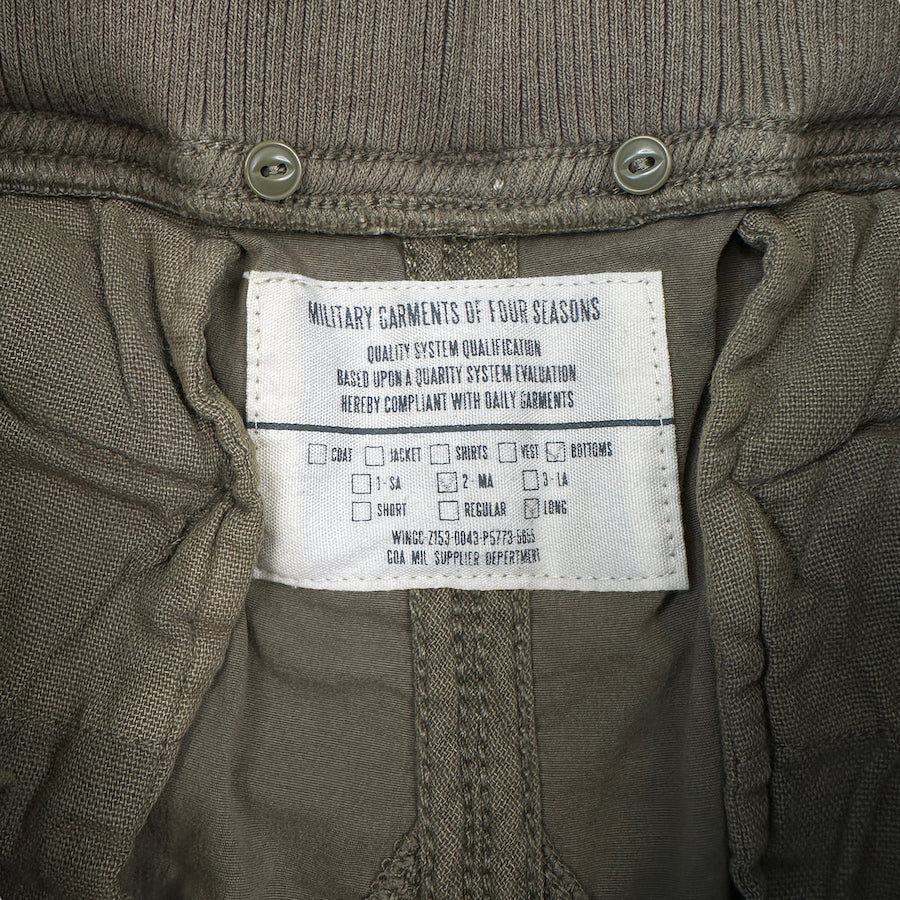 MILITARY GARMENTS OF FOUR SEASONS
QUALITY SYSTEM QUALIFICATION
BASED UPON A QUARITY SYSTEM EVALUATION
HEREBY COMPLIANT WITH DAILY GARMENTS
COAT JACKET SHIRTS VEST BOTTOMS
1-SA 2-MA 3-LA
SHORT REGULAR LONG
WINGC-Z153-0043-P5773-5655
COA MIL SUPPLIER DEPERTMENT